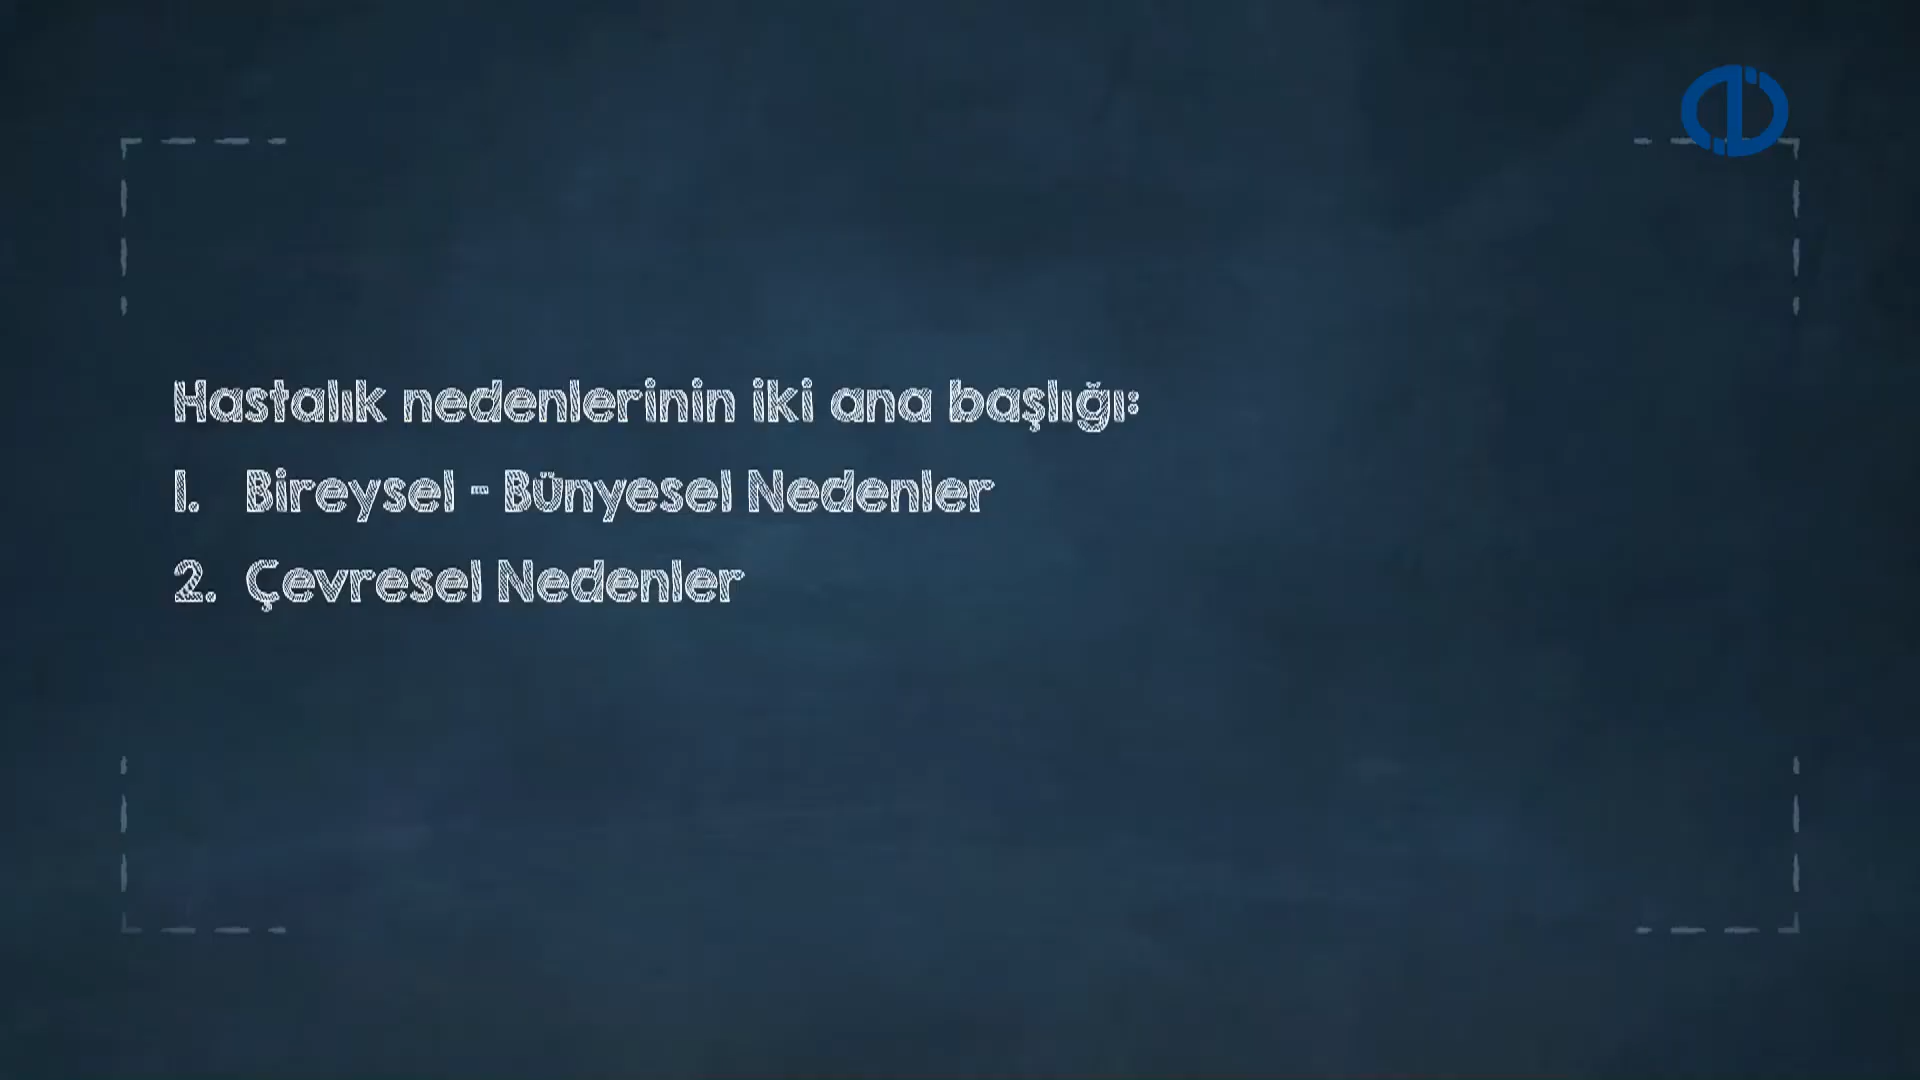 Hastalık nedenlerinin iki ana başlığı:
1. Bireysel - Bünyesel Nedenler
2. Çevresel Nedenler